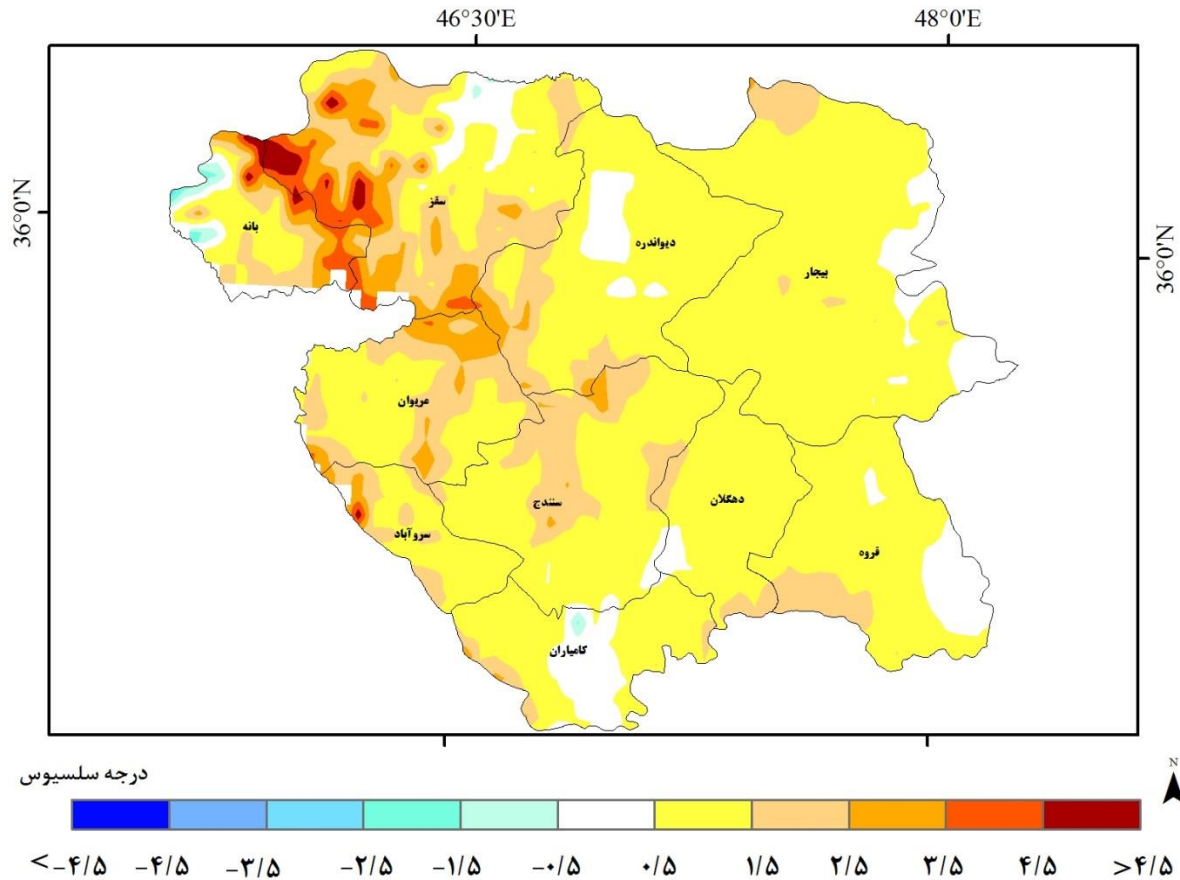 46°30'E 48°0'E
36°0'N
36°0'N
سقز
بانه
دیواندره
بیجار
مریوان
سنندج
دهگلان
سروآباد
قروه
کامیاران
درجه سلسیوس
N
<-۴/۵ -۴/۵ -۳/۵ -۲/۵ -۱/۵ -۰/۵ ۰/۵ ۱/۵ ۲/۵ ۳/۵ ۴/۵ >۴/۵